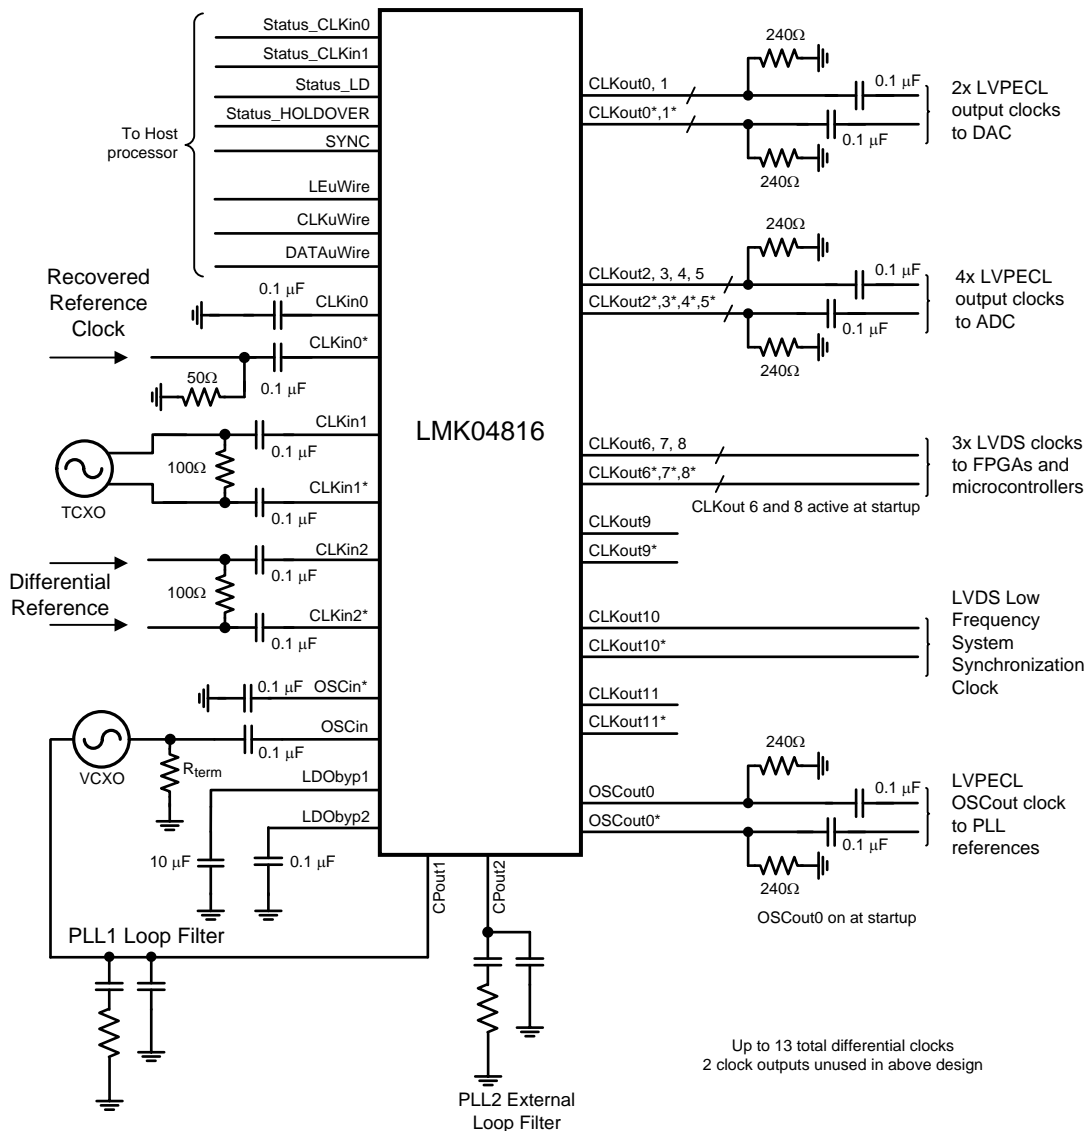 Status_CLKin0
Status_CLKin1
Status_LD
Status_HOLDOVER
SYNC
LEuWire
CLKuWire
DATAuWire
To Host
processor
Recovered
Reference
Clock
0.1 µF
CLKin0
CLKin0*
50Ω
0.1 µF
CLKin1
0.1 µF
100Ω
CLKin1*
0.1 µF
TCXO
CLKin2
0.1 µF
100Ω
Differential
Reference
CLKin2*
0.1 µF
0.1 µF
OSCin*
OSCin
0.1 µF
VCXO
Rterm
LDObyp1
LDObyp2
10 µF
0.1 µF
PLL1 Loop Filter
CPout1
CPout2
PLL2 External
Loop Filter
LMK04816
240Ω
CLKout0, 1
0.1 µF
CLKout0*,1*
0.1 µF
240Ω
2x LVPECL
output clocks
to DAC
240Ω
CLKout2, 3, 4, 5
0.1 µF
CLKout2*,3*,4*,5*
0.1 µF
240Ω
4x LVPECL
output clocks
to ADC
CLKout6, 7, 8
CLKout6*,7*,8*
CLKout 6 and 8 active at startup
3x LVDS clocks
to FPGAs and
microcontrollers
CLKout9
CLKout9*
CLKout10
CLKout10*
LVDS Low
Frequency
System
Synchronization
Clock
CLKout11
CLKout11*
240Ω
OSCout0
0.1 µF
OSCout0*
0.1 µF
240Ω
LVPECL
OSCout clock
to PLL
references
OSCout0 on at startup
Up to 13 total differential clocks
2 clock outputs unused in above design